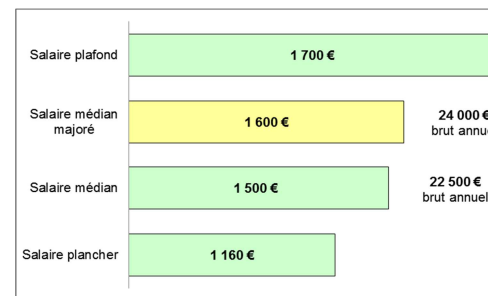 Salaire plafond
1 700 €
Salaire médian
majoré
1 600 €
24 000 €
brut annuel
Salaire médian
1 500 €
22 500 €
brut annuel
Salaire plancher
1 160 €